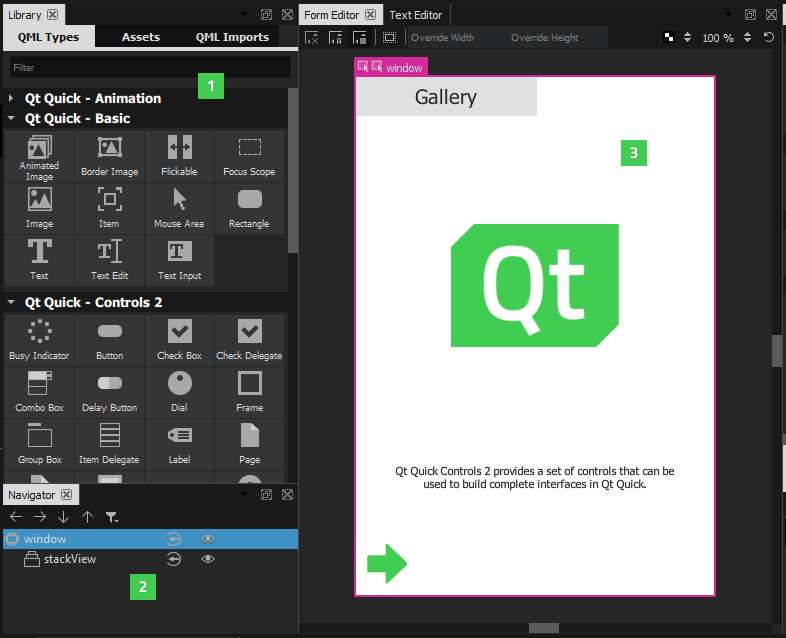 Library
QML Types Assets QML Imports
Filter
1
Qt Quick - Animation
Qt Quick - Basic
Animated Image Border Image Flickable Focus Scope
Image Item Mouse Area Rectangle
Text Text Edit Text Input
Qt Quick - Controls 2
Busy Indicator Button Check Box Check Delegate
Combo Box Delay Button Dial Frame
Group Box Item Delegate Label Page
Navigator
window
stackView
2
Form Editor Text Editor
Override Width Override Height 100 %
window
Gallery
3
Qt
Qt Quick Controls 2 provides a set of controls that can be
used to build complete interfaces in Qt Quick.